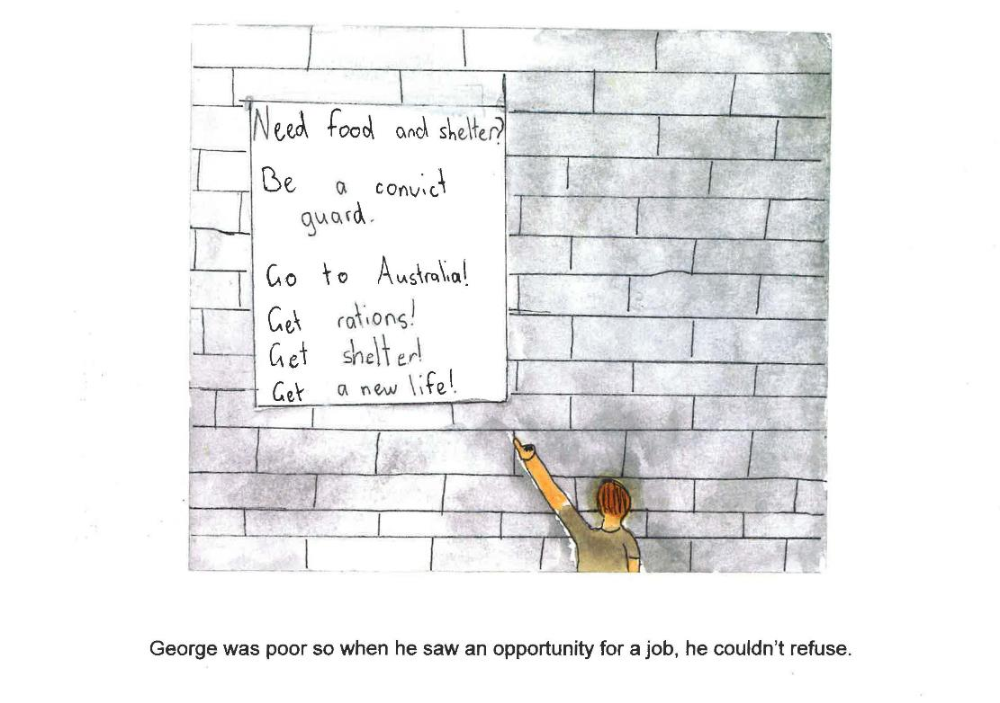 Need food and shelter?
Be a convict
guard.
Go to Australia!
Get rations!
Get shelter!
Get a new life!
George was poor so when he saw an opportunity for a job, he couldn't refuse.